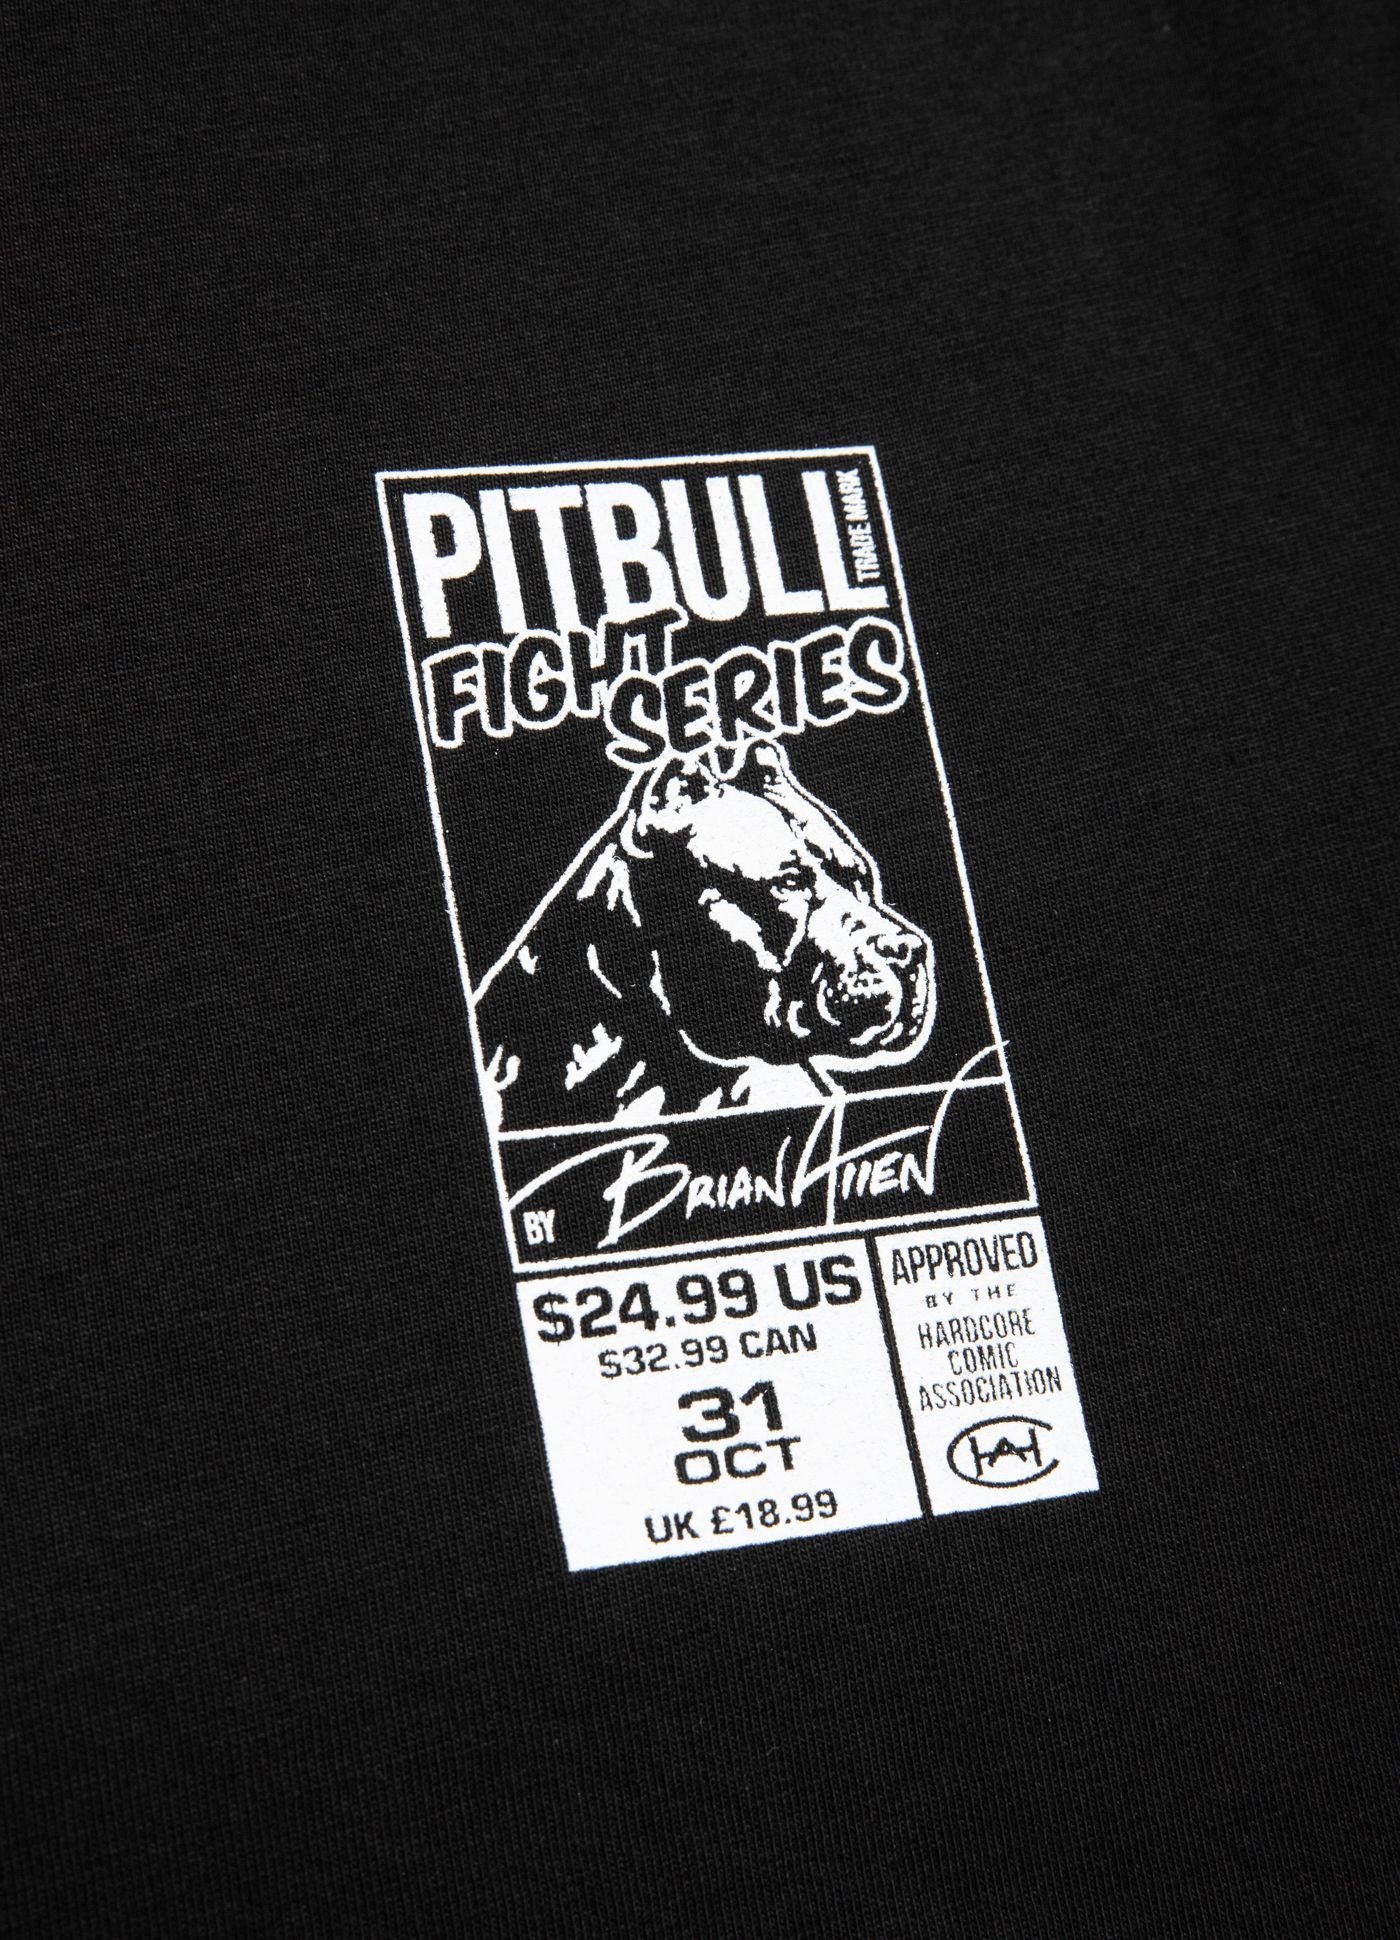 PITBULL
TRADE MARK
FIGHT
SERIES
BY BRIAN AllEN
$24.99 US
$32.99 CAN
31
OCT
UK £18.99
APPROVED
BY THE
HARDCORE
COMIC
ASSOCIATION
CHA